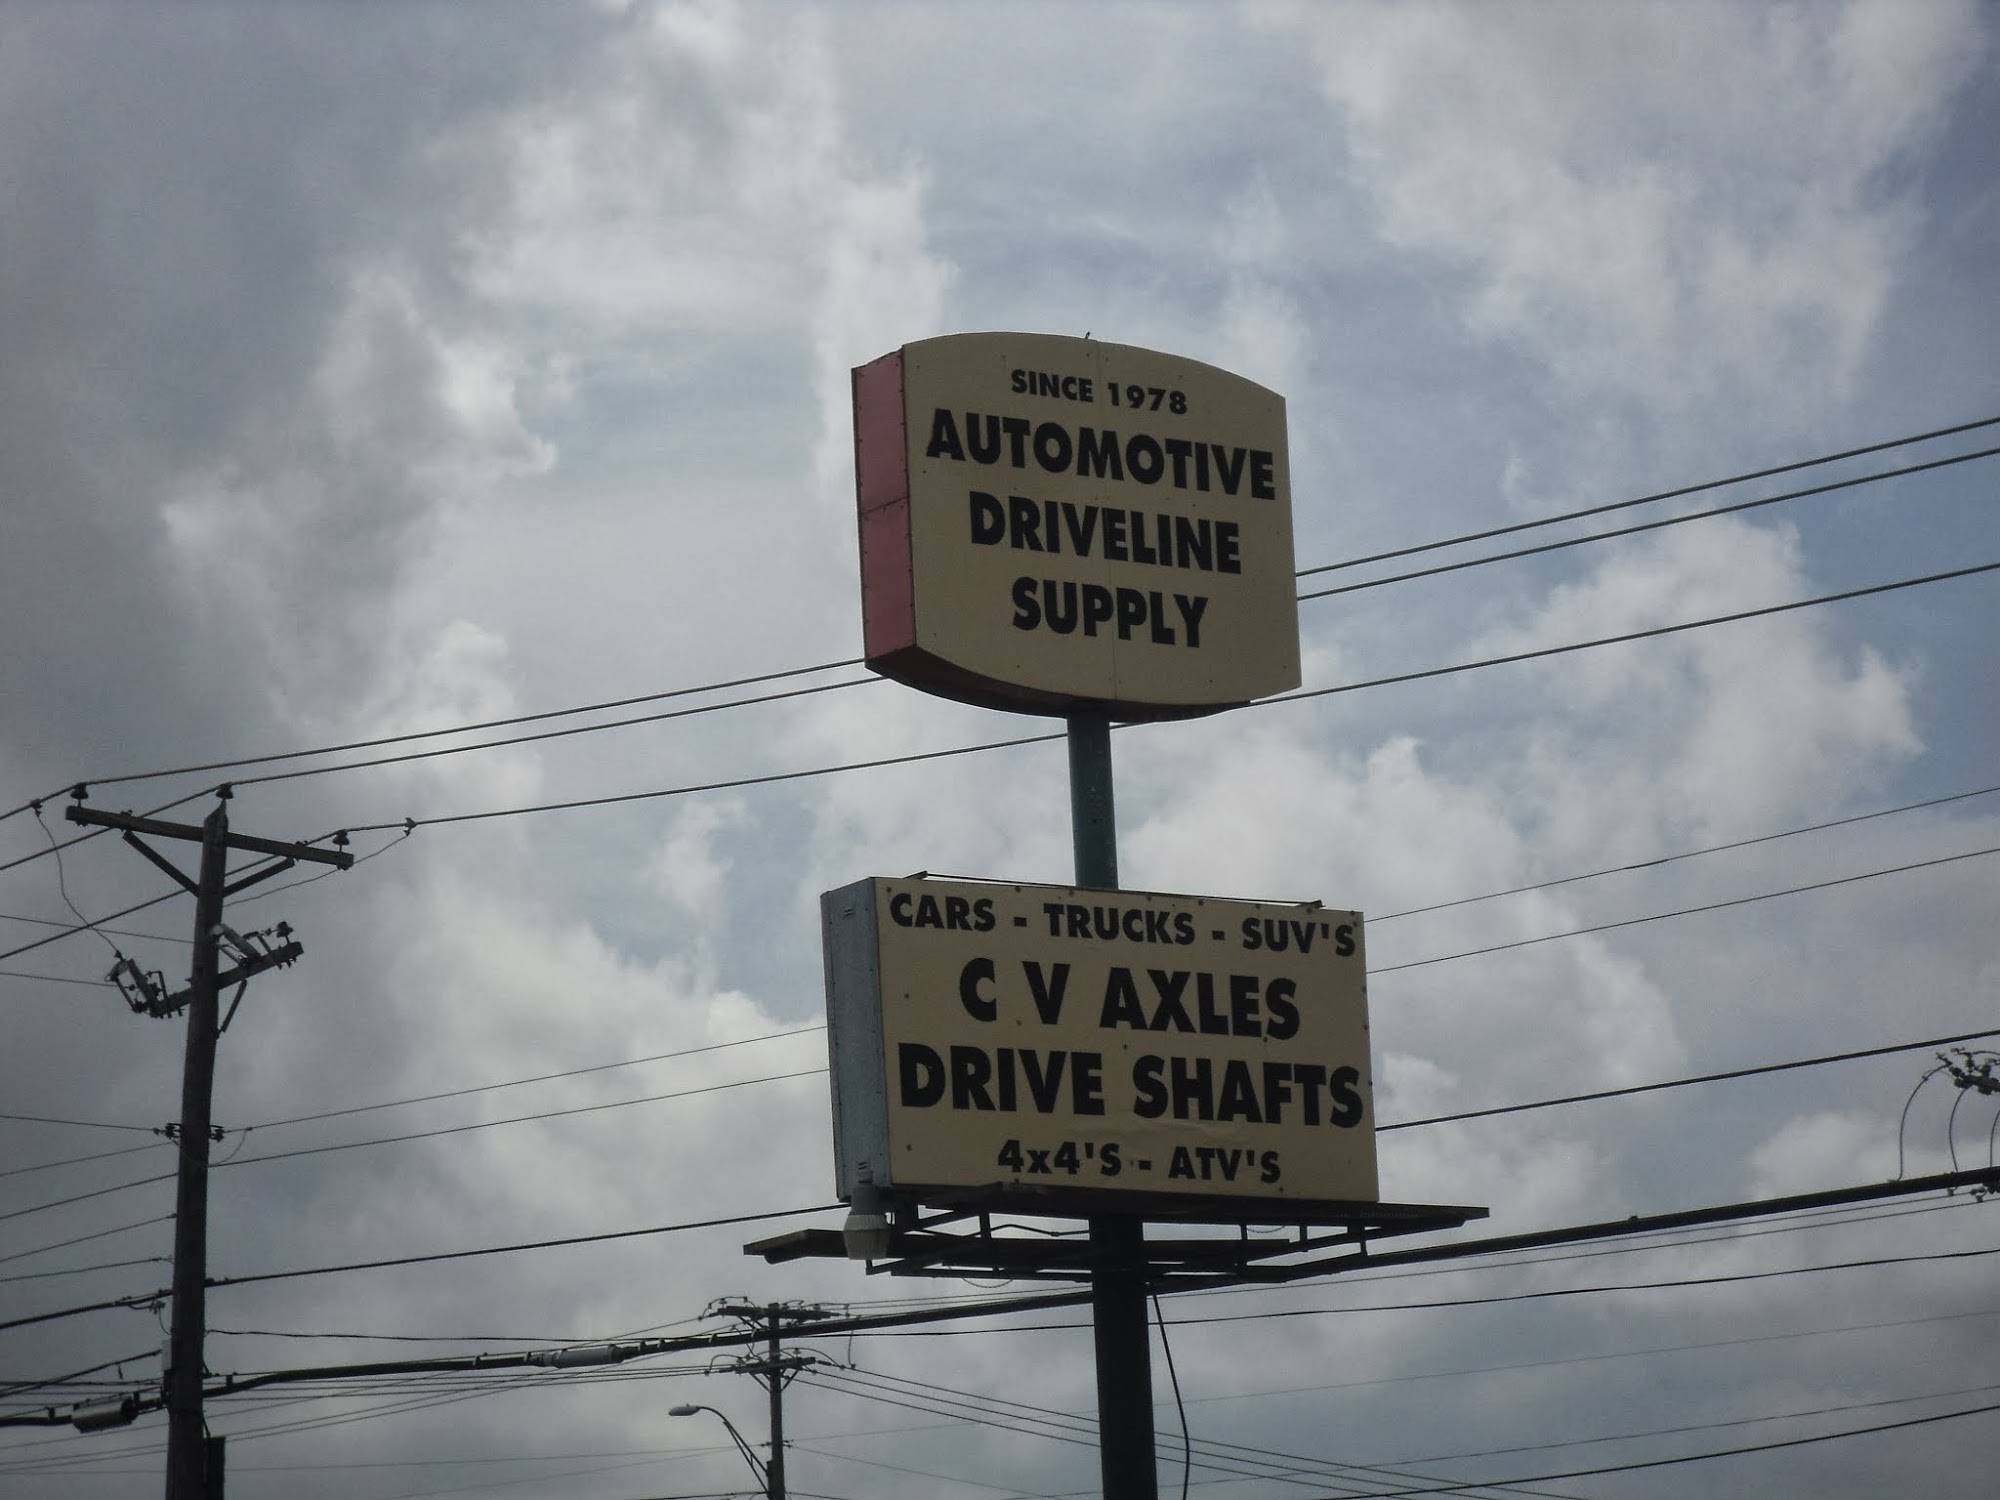 SINCE 1978
AUTOMOTIVE
DRIVELINE
SUPPLY
CARS - TRUCKS - SUV'S
C V AXLES
DRIVE SHAFTS
4x4'S - ATV'S